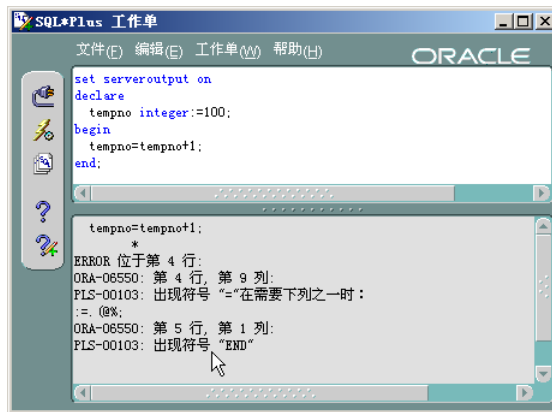 SQL*Plus 工作单
文件(F) 编辑(E) 工作单(W) 帮助(H)
ORACLE
set serveroutput on
declare
tempno integer:=100;
begin
tempno=tempno+1;
end;
tempno=tempno+1;
*
ERROR 位于第 4 行:
ORA-06550: 第 4 行, 第 9 列:
PLS-00103: 出现符号 "="在需要下列之一时：
:=. (@%;
ORA-06550: 第 5 行, 第 1 列:
PLS-00103: 出现符号 "END"